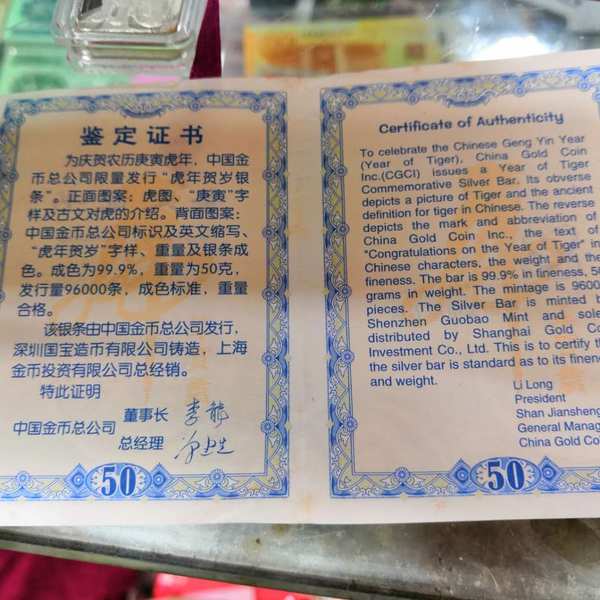 鉴定证书
为庆贺农历庚寅虎年，中国金
币总公司限量发行“虎年贺岁银
条”。正面图案：虎图、“庚寅”字
样及古文对虎的介绍。背面图案：
中国金币总公司标识及英文缩写、
“虎年贺岁”字样、重量及银条成
色。成色为99.9%，重量为50克，
发行量96000条，成色标准，重量
合格。
该银条由中国金币总公司发行，
深圳国宝造币有限公司铸造，上海
金币投资有限公司总经销。
特此证明
中国金币总公司
董事长
总经理
50
Certificate of Authenticity
To celebrate the Chinese Geng Yin Year
(Year of Tiger), China Gold Coin
Inc.(CGCI) issues a Year of Tiger
Commemorative Silver Bar. Its obverse
depicts a picture of Tiger and the ancient
definition for tiger in Chinese. The reverse
depicts the mark and abbreviation of
China Gold Coin Inc., the text of
"Congratulations on the Year of Tiger" in
Chinese characters, the weight and the
fineness. The bar is 99.9% in fineness,
grams in weight. The mintage is
pieces. The Silver Bar is minted by
Shenzhen Guobao Mint and
distributed by Shanghai Gold
Investment Co., Ltd. This is to certify
the silver bar is standard as to its
and weight.
Li Long
President
Shan Jiansheng
General
China Gold
50